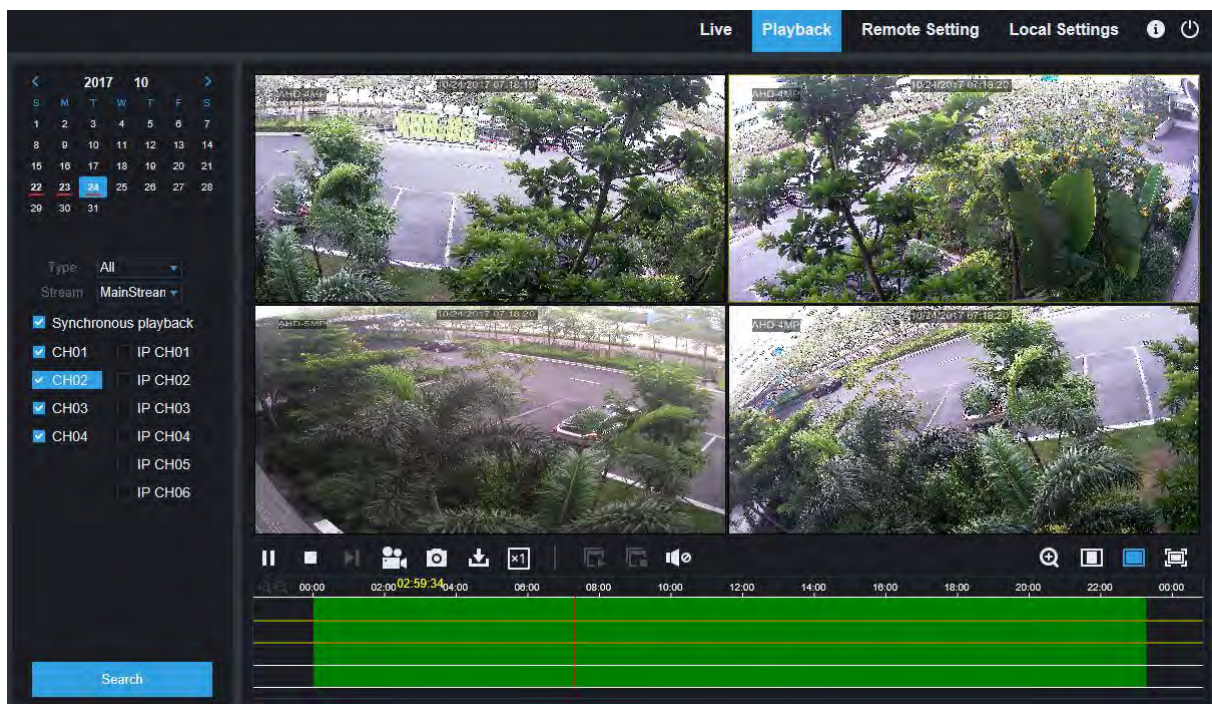 Live Playback Remote Setting Local Settings
< 2017 10 >
S M T W T F S
1 2 3 4 5 6 7
8 9 10 11 12 13 14
15 16 17 18 19 20 21
22 23 24 25 26 27 28
29 30 31
Type All
Stream MainStrean
Synchronous playback
CH01 IP CH01
CH02 IP CH02
CH03 IP CH03
CH04 IP CH04
IP CH05
IP CH06
Search
AHD-4MP 10/24/2017 07:18:19
AHD-4MP 10/24/2017 07:18:20
AHD-5MP 10/24/2017 07:18:20
AHD-4MP 10/24/2017 07:18:20
×1
00:00 02:00 02:59:34 04:00 06:00 08:00 10:00 12:00 14:00 16:00 18:00 20:00 22:00 00:00